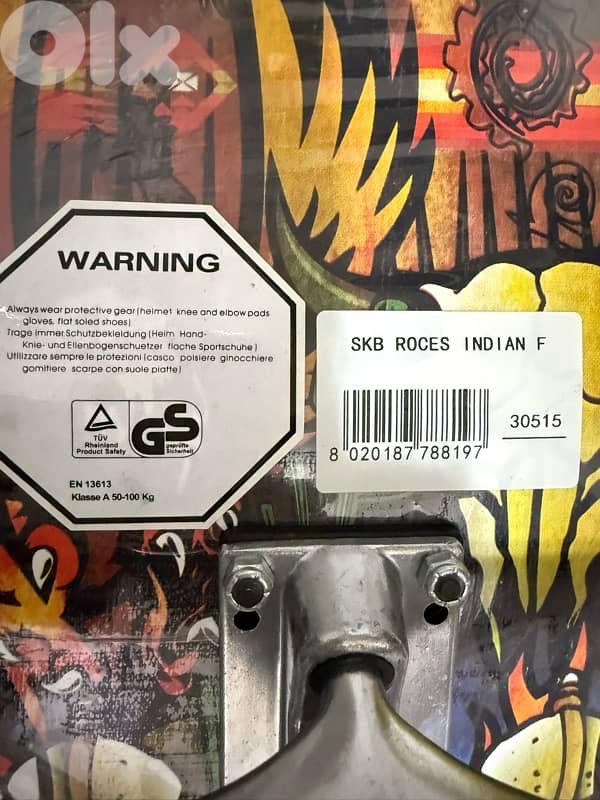 olx
WARNING
Always wear protective gear (helmet knee and elbow pads
gloves, flat soled shoes)
Trage immer Schutzbekleidung (Helm Hand-
Knie- und Ellenbogenschuetzer floche Sportschuhe)
Utilizzare sempre le protezioni (casco polsiere ginocchiere
gomitiere scarpe con suole piatte)
TÜV
Rheinland
Product Safety
GS
geprüfte
Sicherheit
EN 13613
Klasse A 50-100 Kg
SKB ROCES INDIAN F
30515
8 020187 788197